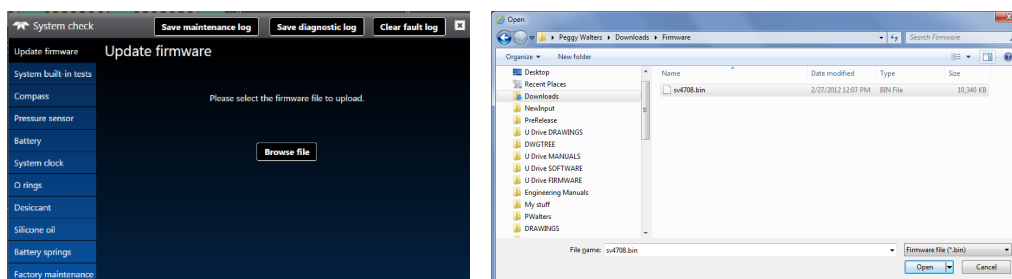 System check
Save maintenance log
Save diagnostic log
Clear fault log
Update firmware
System built-in tests
Compass
Pressure sensor
Battery
System clock
O rings
Desiccant
Silicone oil
Battery springs
Factory maintenance
Update firmware
Please select the firmware file to upload.
Browse file
Open
Peggy Walters ▸ Downloads ▸ Firmware
Search Firmware
Organize
New folder
Desktop
Recent Places
Downloads
NewInput
PreRelease
U Drive DRAWINGS
DWGTREE
U Drive MANUALS
U Drive SOFTWARE
U Drive FIRMWARE
Engineering Manuals
My stuff
PWalters
DRAWINGS
Name Date modified Type Size
sv4708.bin 2/27/2012 12:07 PM BIN File 10,340 KB
File name: sv4708.bin
Firmware file (*.bin)
Open
Cancel